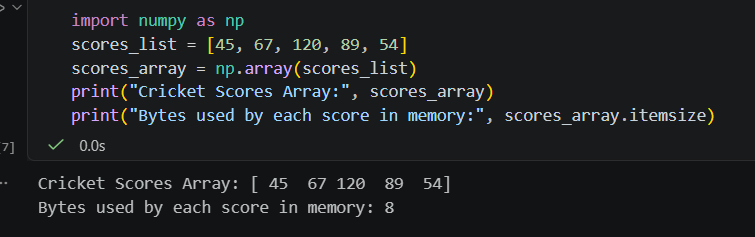 import numpy as np
scores_list = [45, 67, 120, 89, 54]
scores_array = np.array(scores_list)
print("Cricket Scores Array:", scores_array)
print("Bytes used by each score in memory:", scores_array.itemsize)
[7]
0.0s
Cricket Scores Array: [ 45  67 120  89  54]
Bytes used by each score in memory: 8